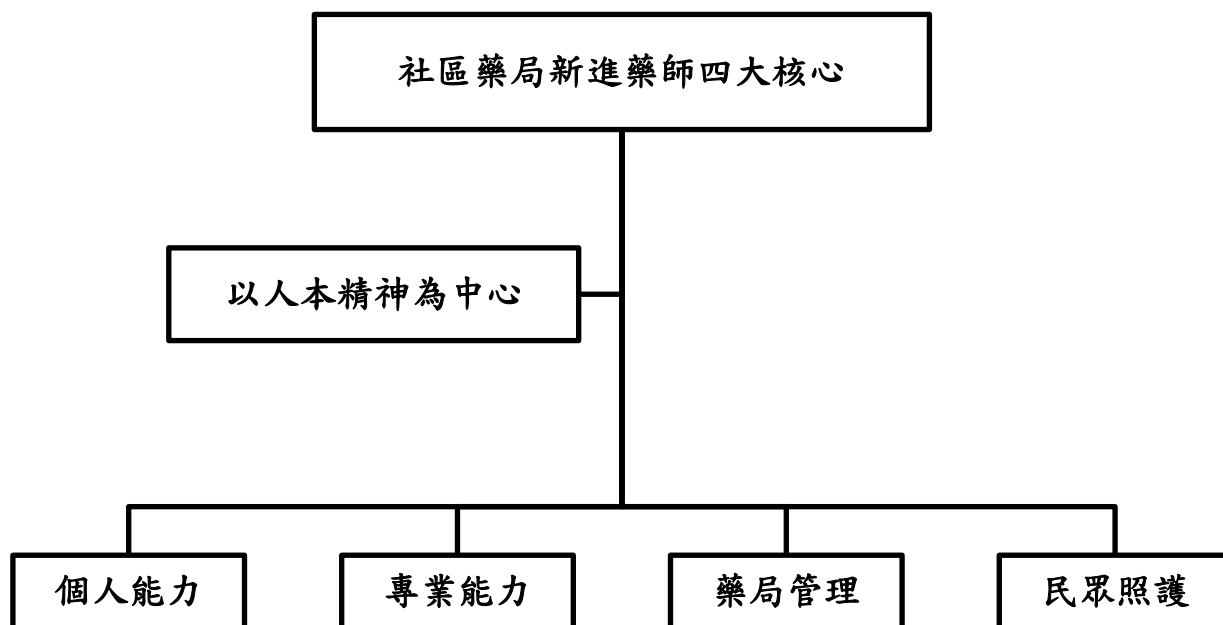 社區藥局新進藥師四大核心
以人本精神為中心
個人能力
專業能力
藥局管理
民眾照護